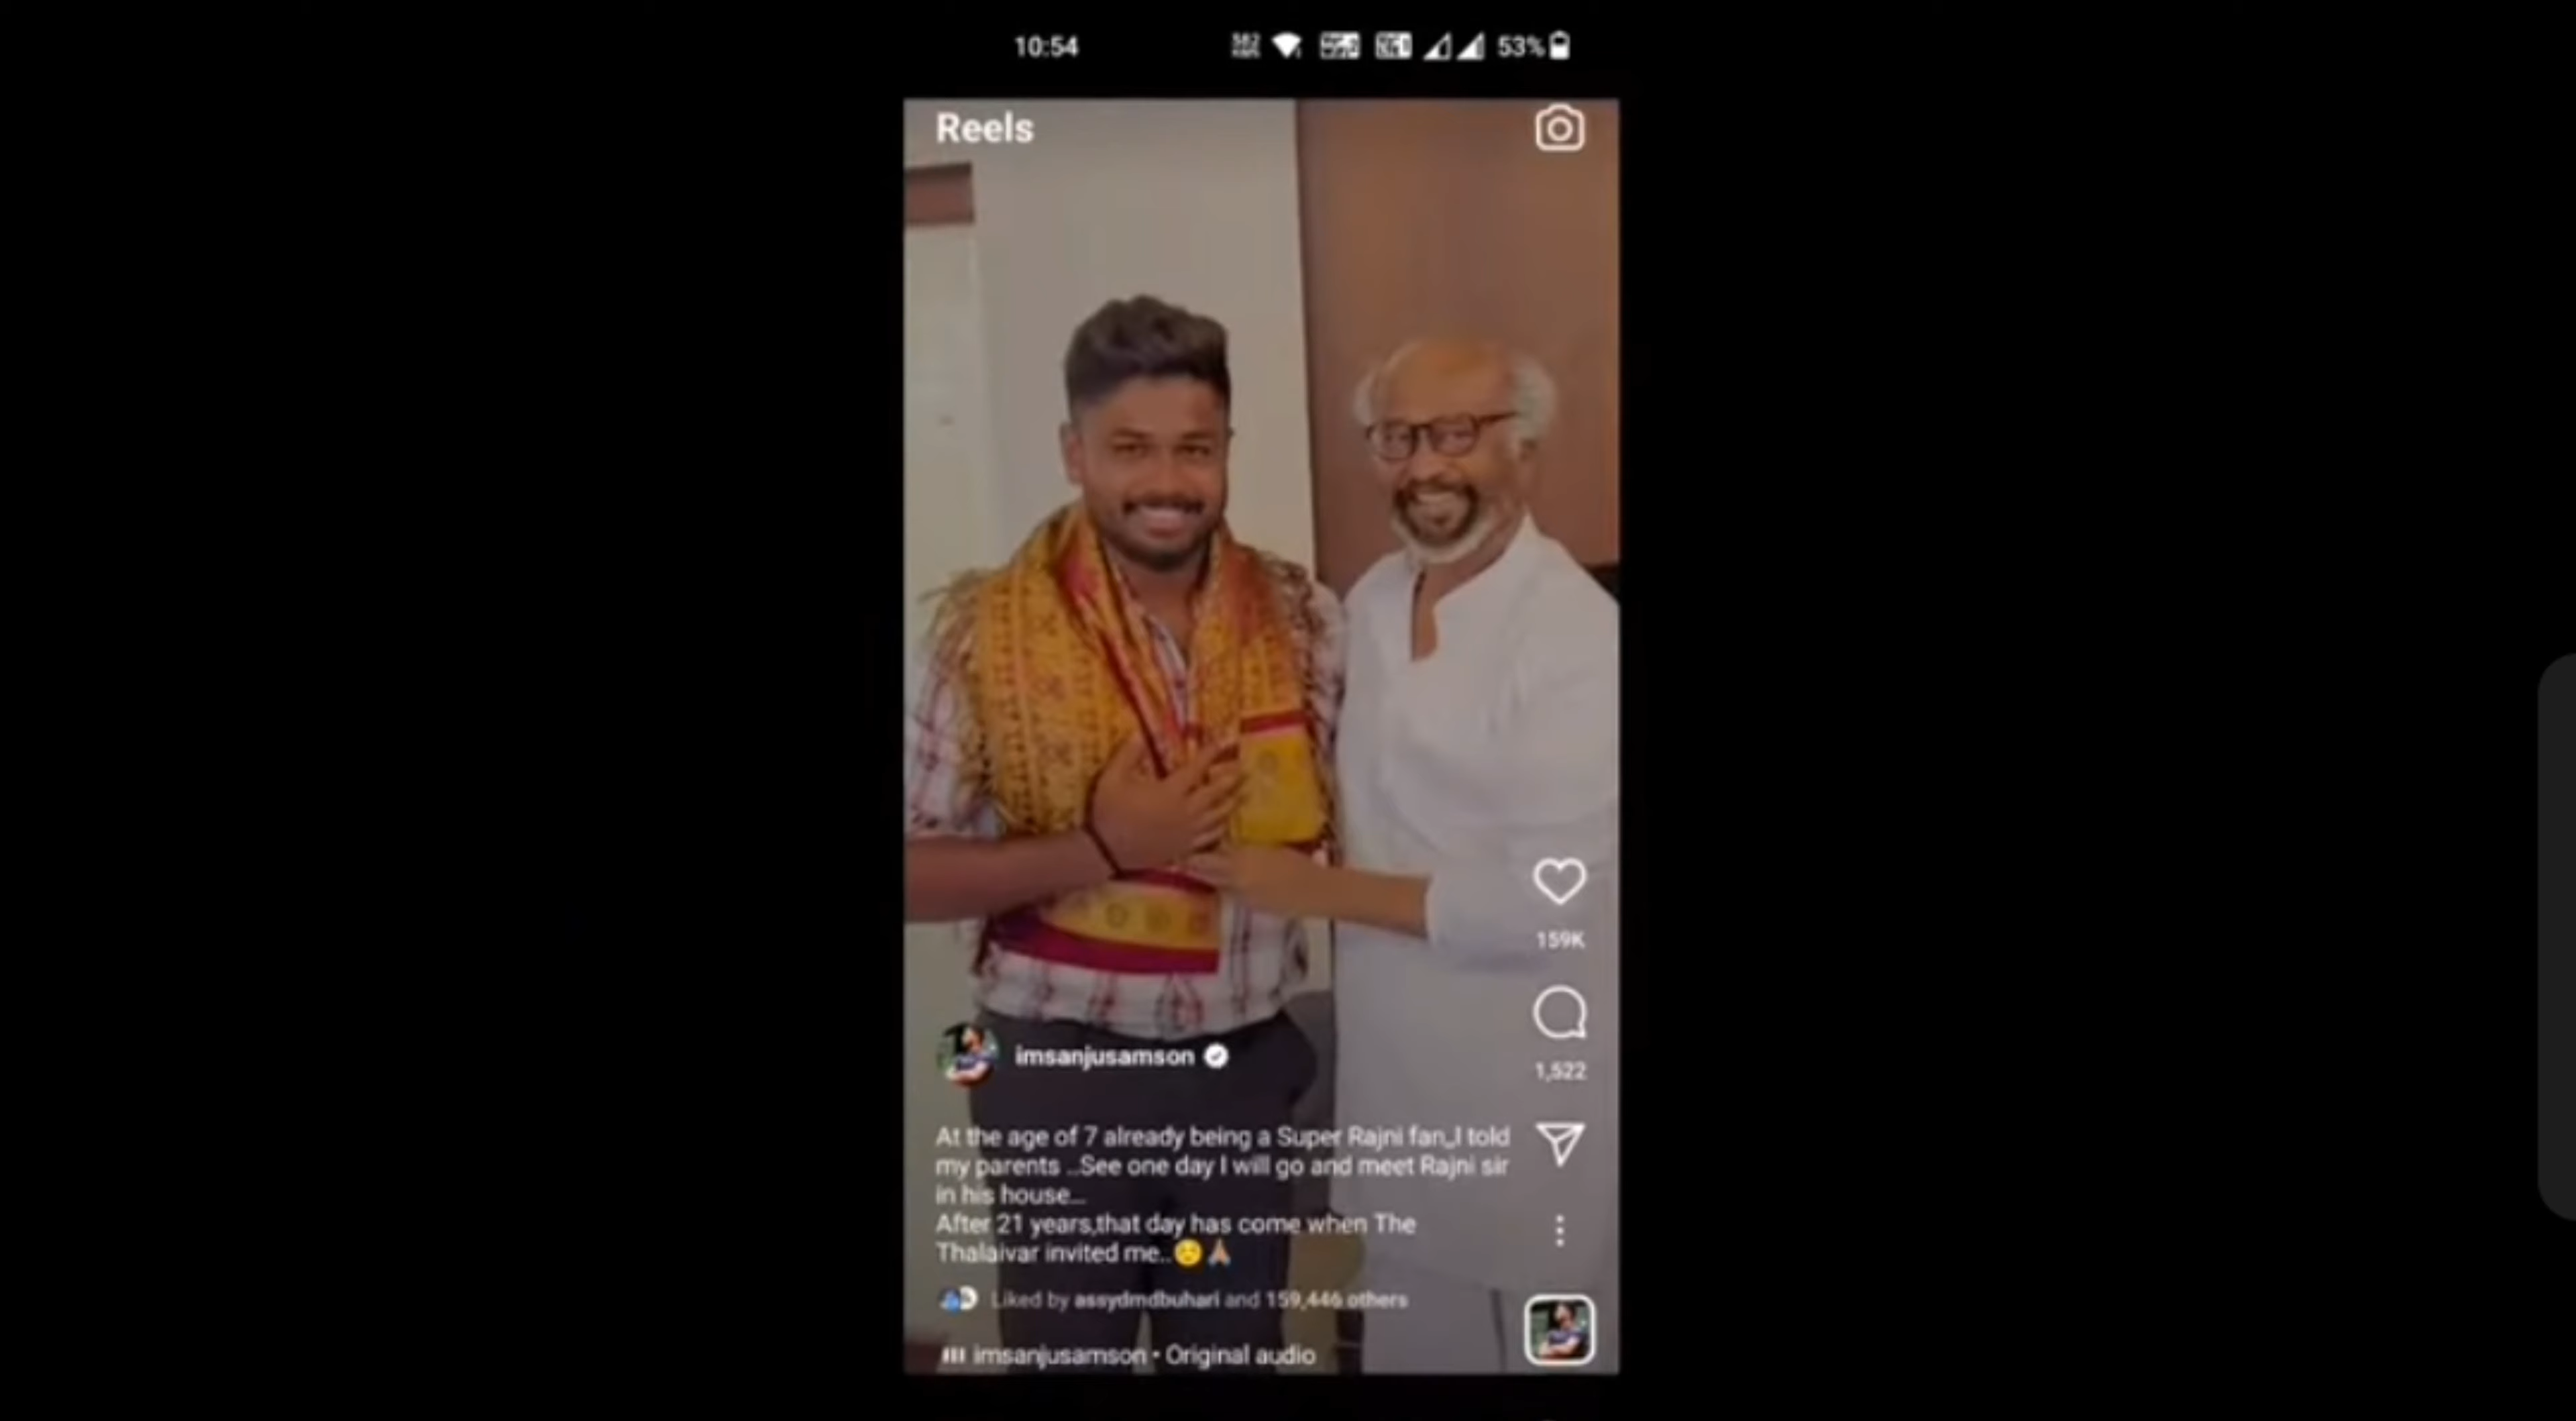 10:54
53%
Reels
159K
1,522
imsanjusamson
At the age of 7 already being a Super Rajni fan,,I told
my parents ..See one day I will go and meet Rajni sir
in his house...
After 21 years,that day has come when The
Thalaivar invited me..☺️🙏🏽
Liked by assydmdbuhari and 159,446 others
imsanjusamson • Original audio